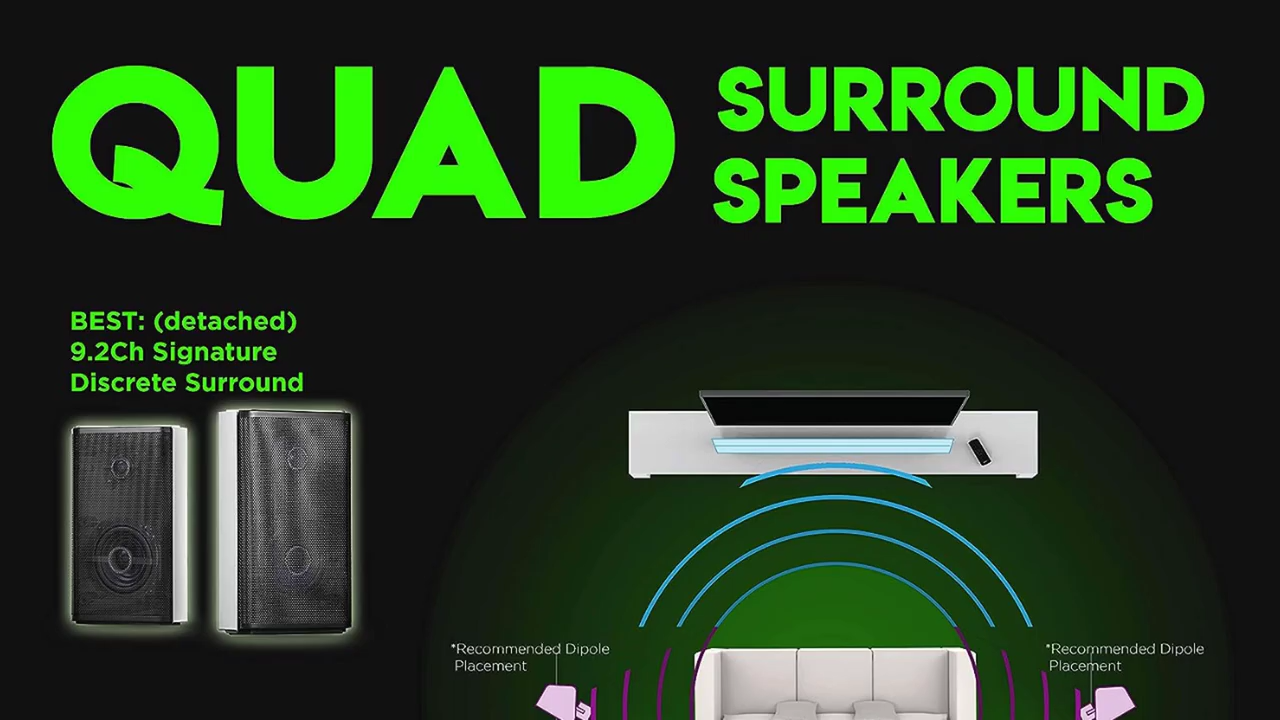 QUAD
SURROUND
SPEAKERS
BEST: (detached)
9.2Ch Signature
Discrete Surround
*Recommended Dipole
Placement
*Recommended Dipole
Placement